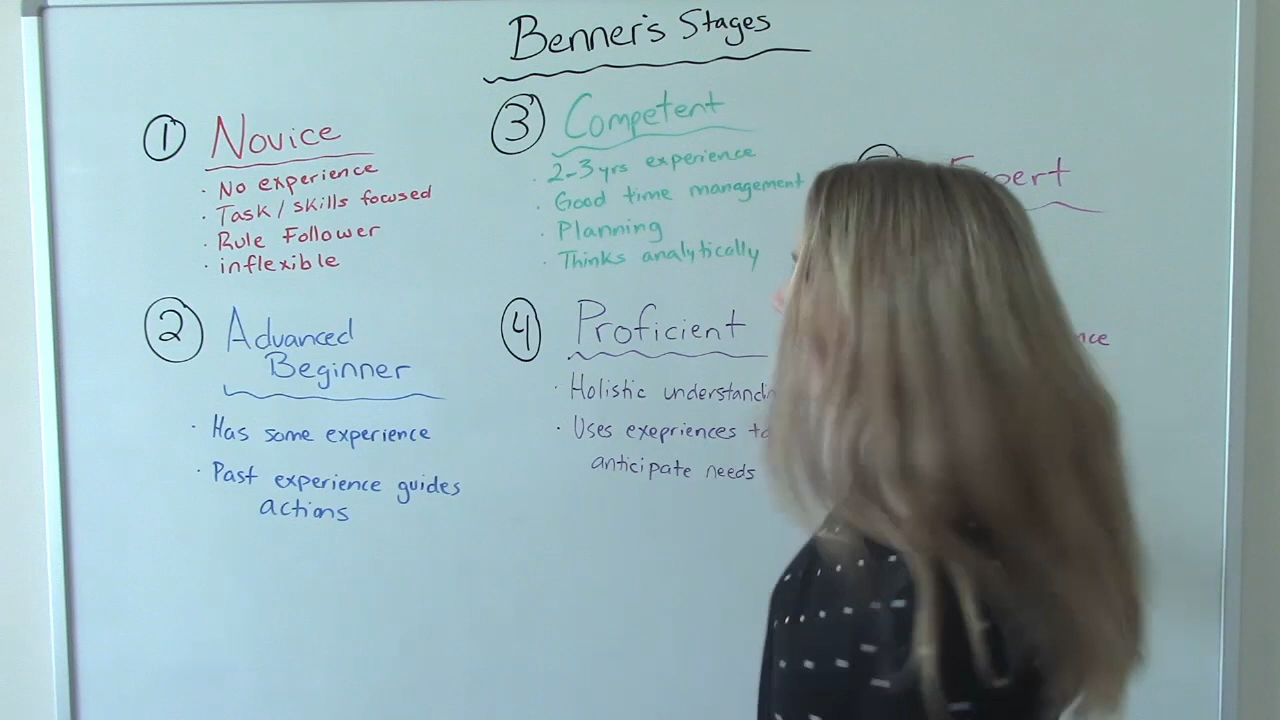 Benner's Stages
① Novice
· No experience
· Task / skills focused
· Rule Follower
· inflexible
② Advanced
Beginner
· Has some experience
· Past experience guides
actions
③ Competent
· 2-3 yrs experience
· Good time management
· Planning
· Thinks analytically
④ Proficient
· Holistic
· Uses exepriences
anticipate needs